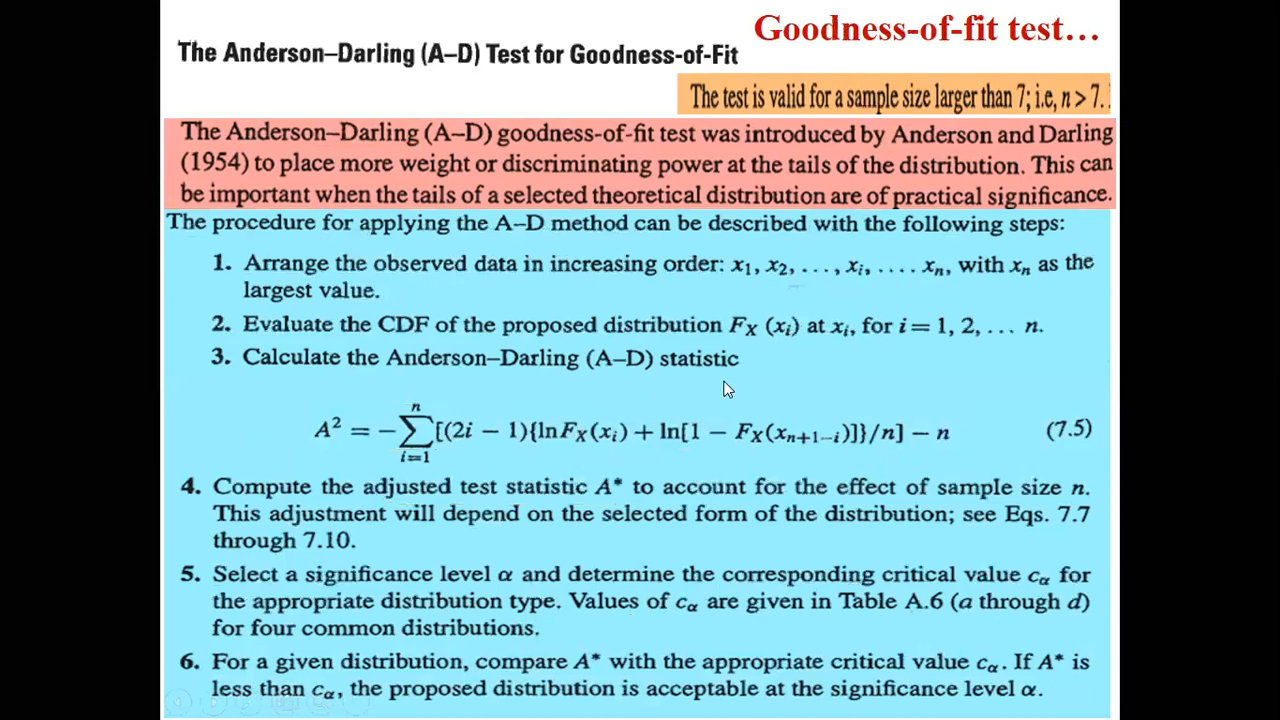 Goodness-of-fit test…
The Anderson–Darling (A–D) Test for Goodness-of-Fit
The test is valid for a sample size larger than 7; i.e, n > 7.
The Anderson–Darling (A–D) goodness-of-fit test was introduced by Anderson and Darling
(1954) to place more weight or discriminating power at the tails of the distribution. This can
be important when the tails of a selected theoretical distribution are of practical significance.
The procedure for applying the A–D method can be described with the following steps:
1. Arrange the observed data in increasing order: x₁, x₂, . . . , xᵢ, . . . . xₙ, with xₙ as the
largest value.
2. Evaluate the CDF of the proposed distribution F_X (xᵢ) at xᵢ, for i = 1, 2, . . . n.
3. Calculate the Anderson–Darling (A–D) statistic
A² = −∑ᵢ₌₁ⁿ [(2i − 1){ln F_X(xᵢ) + ln[1 − F_X(xₙ₊₁₋ᵢ)]}/n] − n (7.5)
4. Compute the adjusted test statistic A* to account for the effect of sample size n.
This adjustment will depend on the selected form of the distribution; see Eqs. 7.7
through 7.10.
5. Select a significance level α and determine the corresponding critical value c_α for
the appropriate distribution type. Values of c_α are given in Table A.6 (a through d)
for four common distributions.
6. For a given distribution, compare A* with the appropriate critical value c_α. If A* is
less than c_α, the proposed distribution is acceptable at the significance level α.